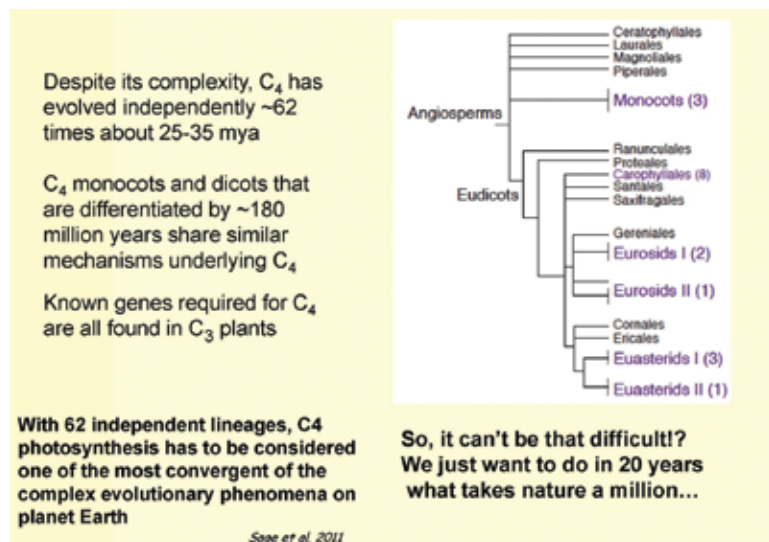 Despite its complexity, C₄ has
evolved independently ~62
times about 25-35 mya
C₄ monocots and dicots that
are differentiated by ~180
million years share similar
mechanisms underlying C₄
Known genes required for C₄
are all found in C₃ plants
With 62 independent lineages, C4
photosynthesis has to be considered
one of the most convergent of the
complex evolutionary phenomena on
planet Earth
Sage et al. 2011
Ceratophyllales
Laurales
Magnoliales
Piperales
Monocots (3)
Angiosperms
Ranunculales
Proteales
Carophyllales (8)
Eudicots
Santales
Saxifragales
Gereniales
Eurosids I (2)
Eurosids II (1)
Cornales
Ericales
Euasterids I (3)
Euasterids II (1)
So, it can't be that difficult!?
We just want to do in 20 years
what takes nature a million...